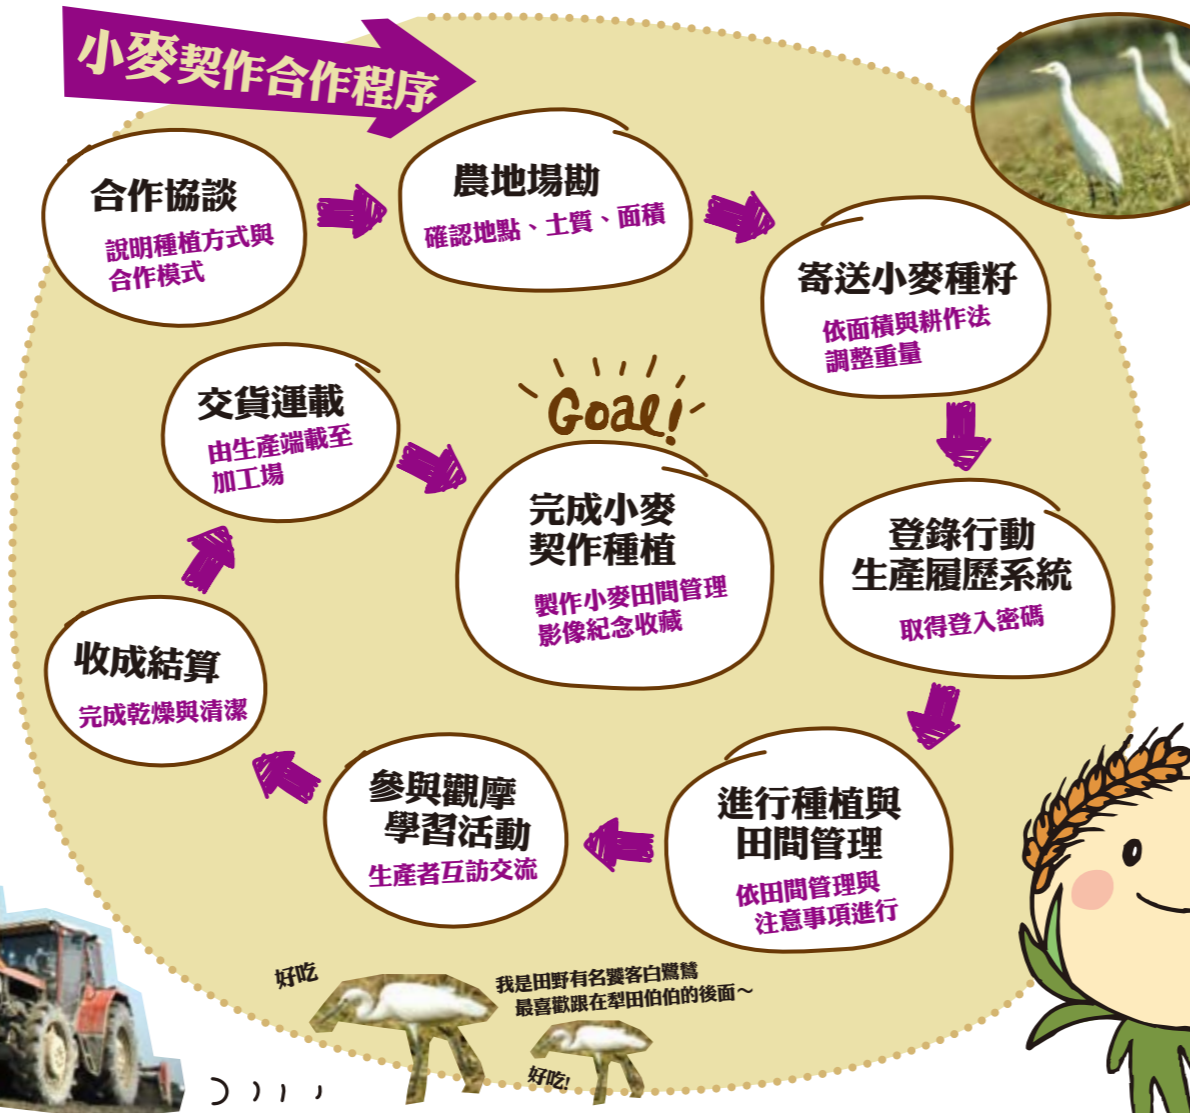 小麥契作合作程序
合作協談
說明種植方式與
合作模式
農地場勘
確認地點、土質、面積
寄送小麥種籽
依面積與耕作法
調整重量
登錄行動
生產履歷系統
取得登入密碼
進行種植與
田間管理
依田間管理與
注意事項進行
參與觀摩
學習活動
生產者互訪交流
收成結算
完成乾燥與清潔
交貨運載
由生產端載至
加工場
Goal!
完成小麥
契作種植
製作小麥田間管理
影像紀念收藏
好吃
我是田野有名饕客白鷺鷥
最喜歡跟在犁田伯伯的後面～
好吃!